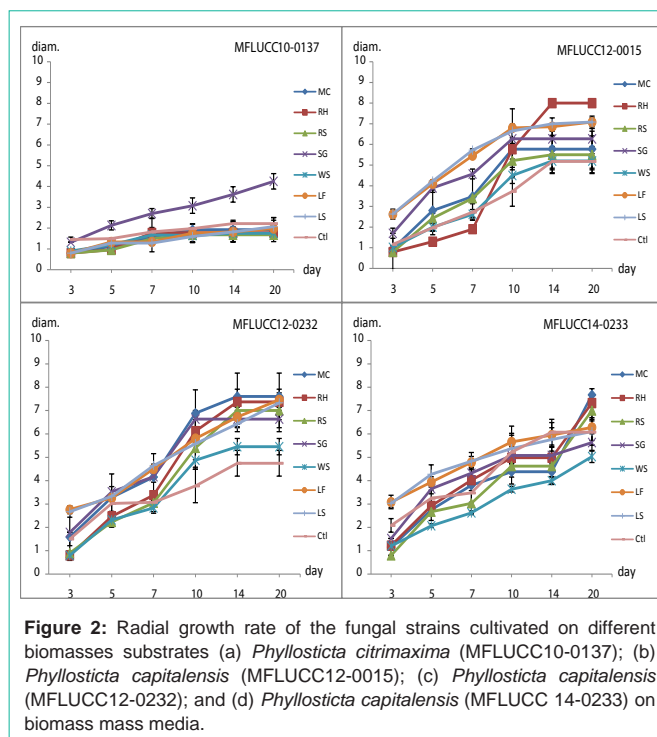 diam.
MFLUCC10-0137
10
9
8
7
6
5
4
3
2
1
0
3 5 7 10 14 20
day
MC
RH
RS
SG
WS
LF
LS
Ctl
diam.
MFLUCC12-0015
10
9
8
7
6
5
4
3
2
1
0
3 5 7 10 14 20
day
MC
RH
RS
SG
WS
LF
LS
Ctl
diam.
MFLUCC12-0232
10
9
8
7
6
5
4
3
2
1
0
3 5 7 10 14 20
day
MC
RH
RS
SG
WS
LF
LS
Ctl
diam.
MFLUCC14-0233
10
9
8
7
6
5
4
3
2
1
0
3 5 7 10 14 20
day
MC
RH
RS
SG
WS
LF
LS
Ctl
Figure 2: Radial growth rate of the fungal strains cultivated on different
biomasses substrates (a) Phyllosticta citrimaxima (MFLUCC10-0137); (b)
Phyllosticta capitalensis (MFLUCC12-0015); (c) Phyllosticta capitalensis
(MFLUCC12-0232); and (d) Phyllosticta capitalensis (MFLUCC 14-0233) on
biomass mass media.